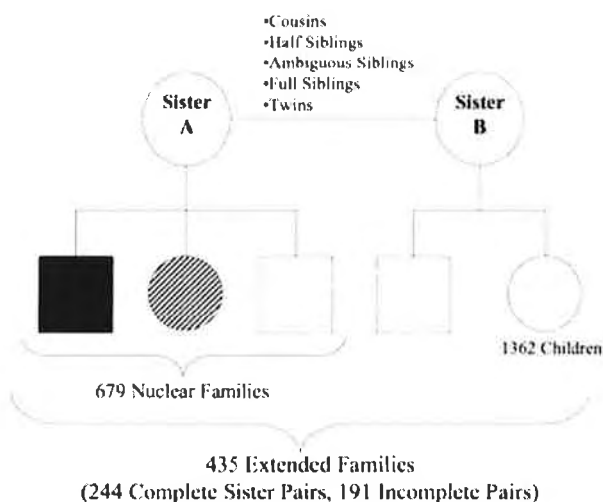 •Cousins
•Half Siblings
•Ambiguous Siblings
•Full Siblings
•Twins
Sister
A
Sister
B
1362 Children
679 Nuclear Families
435 Extended Families
(244 Complete Sister Pairs, 191 Incomplete Pairs)